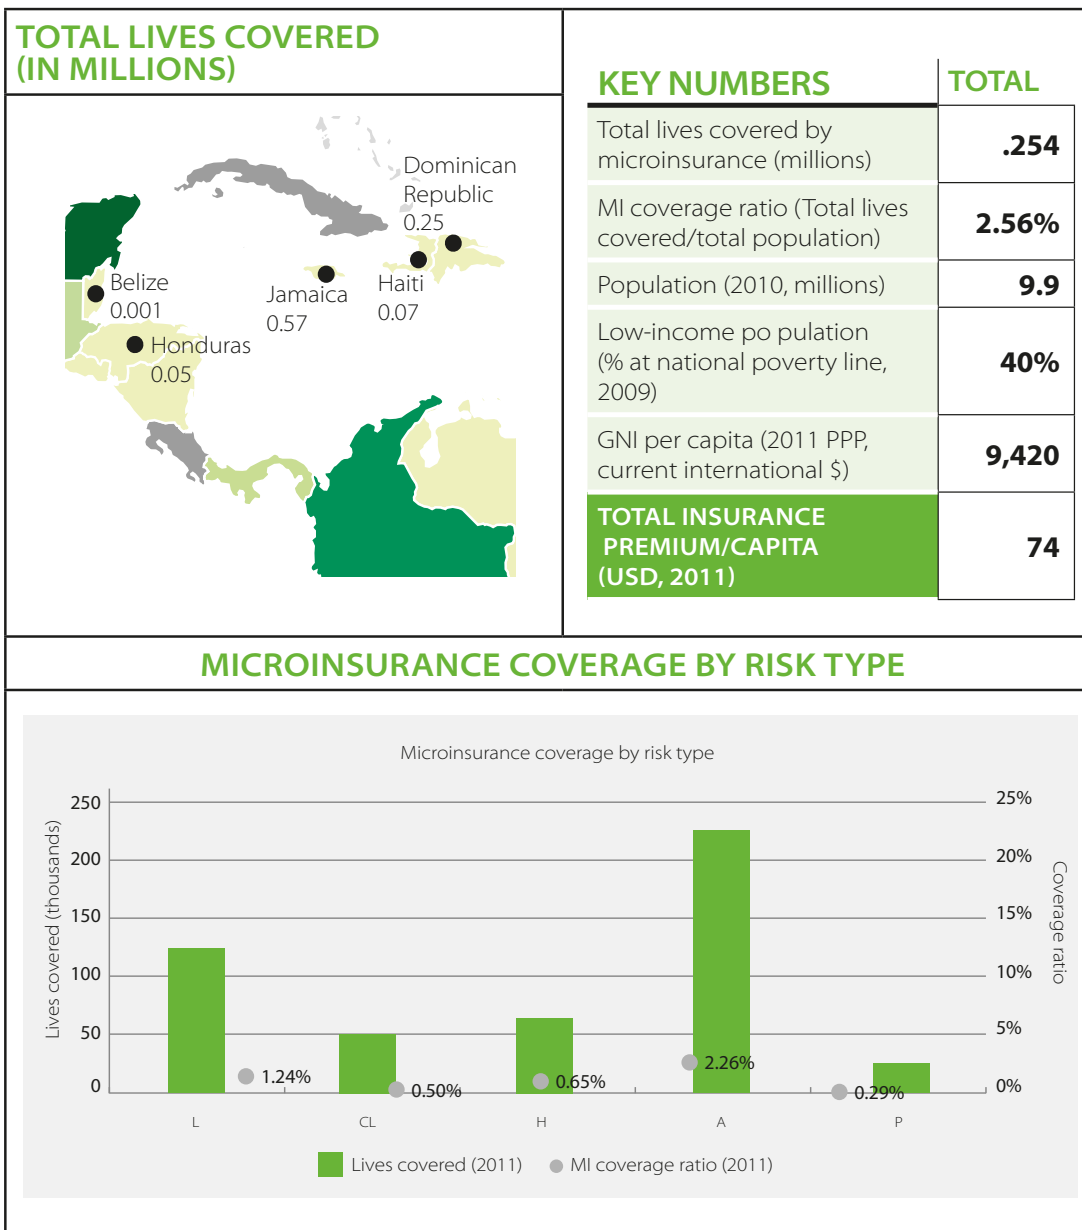 TOTAL LIVES COVERED
(IN MILLIONS)
Dominican
Republic
0.25
Belize
0.001
Jamaica
0.57
Haiti
0.07
Honduras
0.05
KEY NUMBERS TOTAL
Total lives covered by
microinsurance (millions)
.254
MI coverage ratio (Total lives
covered/total population)
2.56%
Population (2010, millions) 9.9
Low-income po pulation
(% at national poverty line,
2009)
40%
GNI per capita (2011 PPP,
current international $)
9,420
TOTAL INSURANCE
PREMIUM/CAPITA
(USD, 2011)
74
MICROINSURANCE COVERAGE BY RISK TYPE
Microinsurance coverage by risk type
Lives covered (thousands)
250
200
150
100
50
0
25%
20%
15%
10%
5%
0%
Coverage ratio
1.24%
0.50%
0.65%
2.26%
0.29%
L CL H A P
Lives covered (2011) MI coverage ratio (2011)